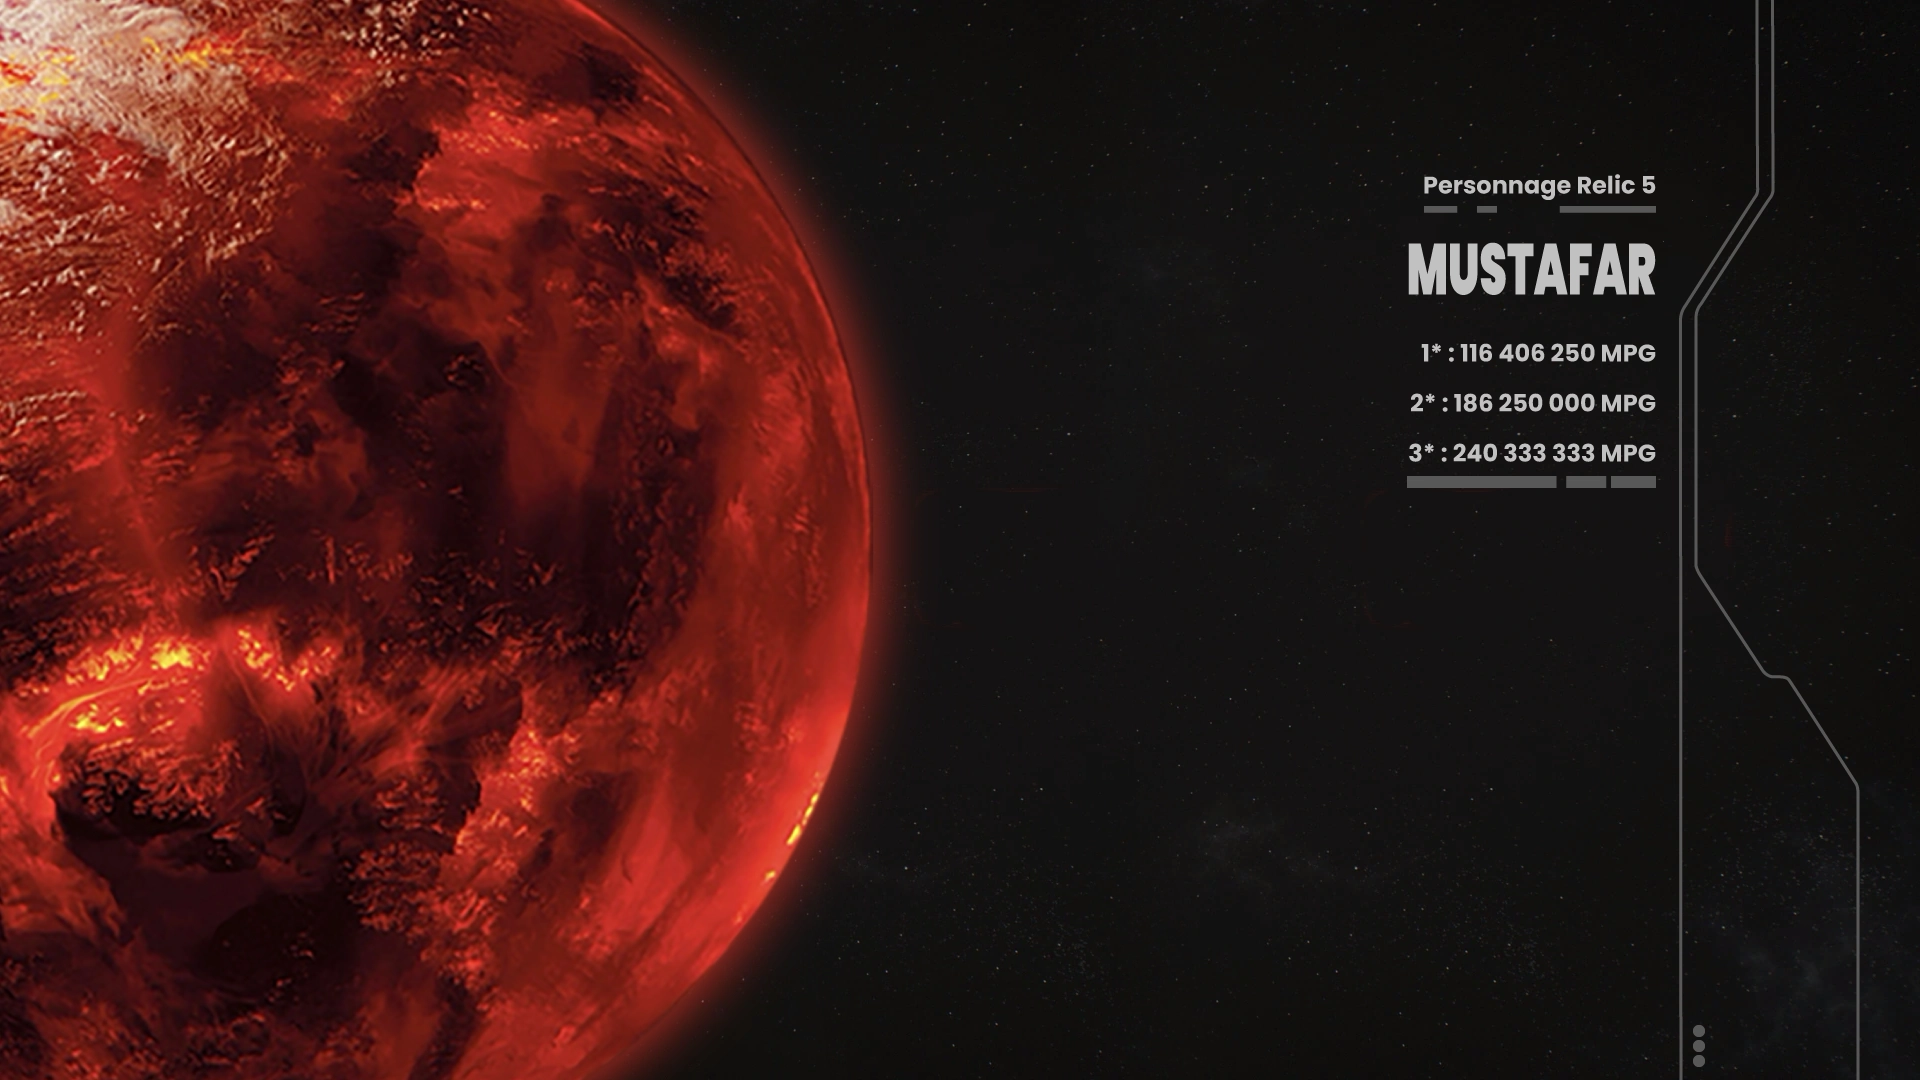 Personnage Relic 5
MUSTAFAR
1* : 116 406 250 MPG
2* : 186 250 000 MPG
3* : 240 333 333 MPG